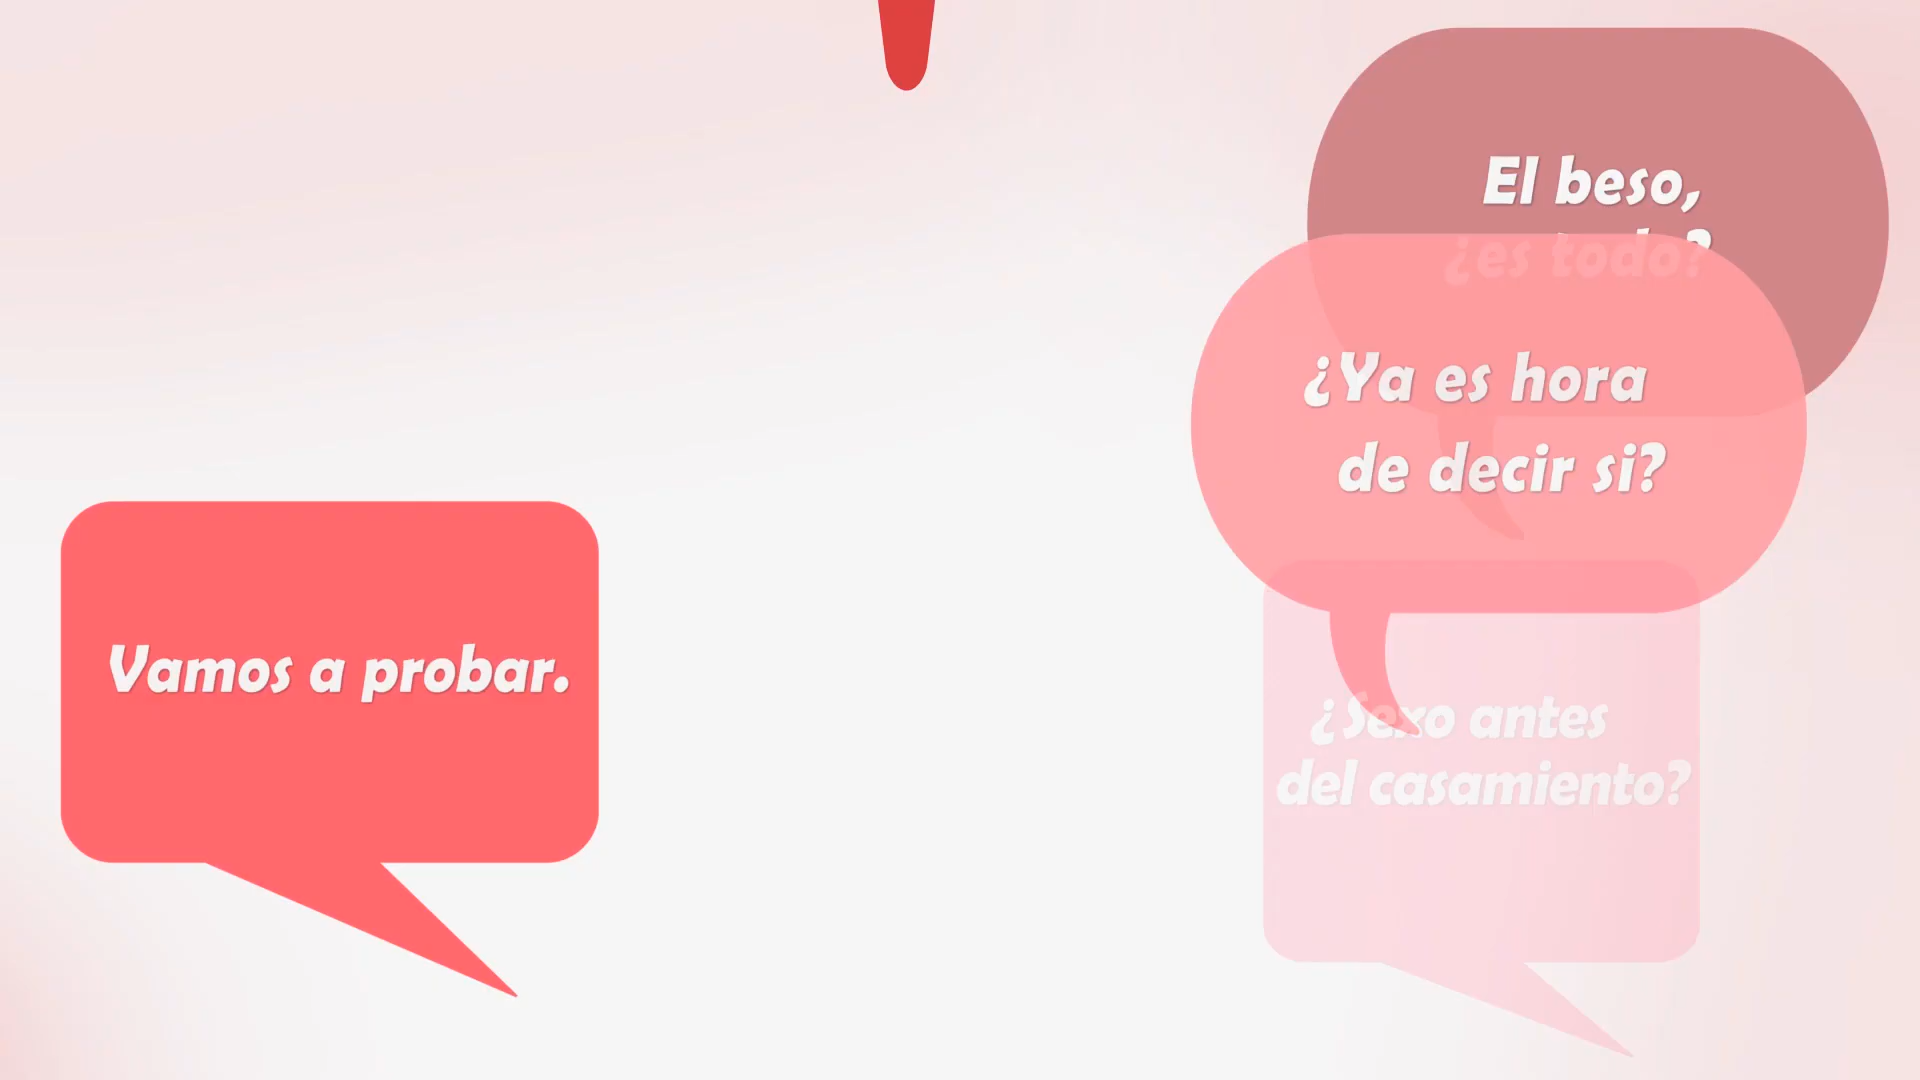 El beso,
¿es todo?
¿Ya es hora
de decir si?
Vamos a probar.
¿Sexo antes
del casamiento?